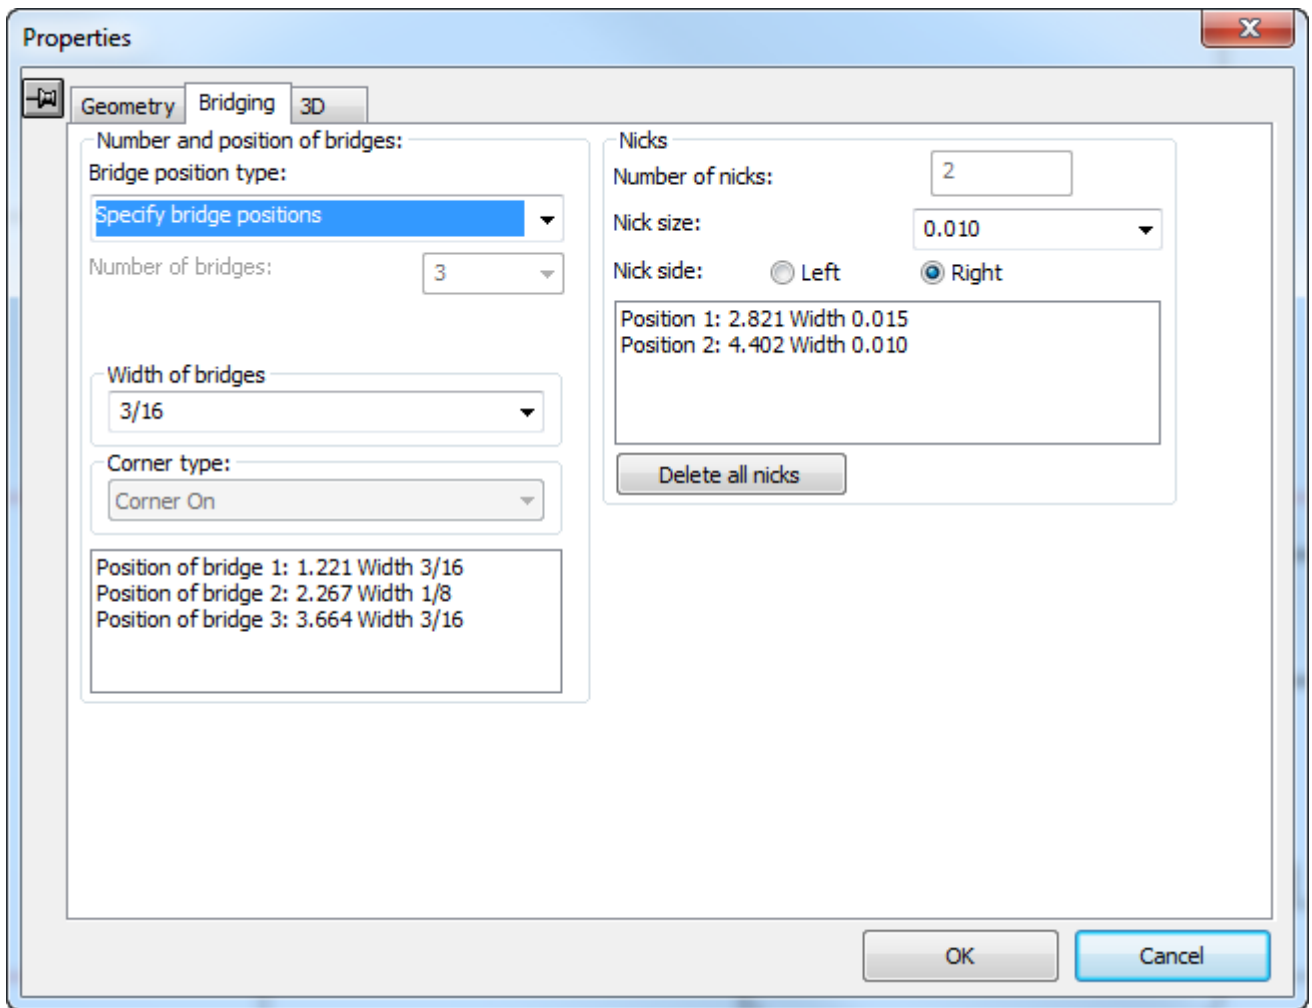 Properties
Geometry
Bridging
3D
Number and position of bridges:
Bridge position type:
Specify bridge positions
Number of bridges:
3
Width of bridges
3/16
Corner type:
Corner On
Position of bridge 1: 1.221 Width 3/16
Position of bridge 2: 2.267 Width 1/8
Position of bridge 3: 3.664 Width 3/16
Nicks
Number of nicks:
2
Nick size:
0.010
Nick side:
Left
Right
Position 1: 2.821 Width 0.015
Position 2: 4.402 Width 0.010
Delete all nicks
OK
Cancel